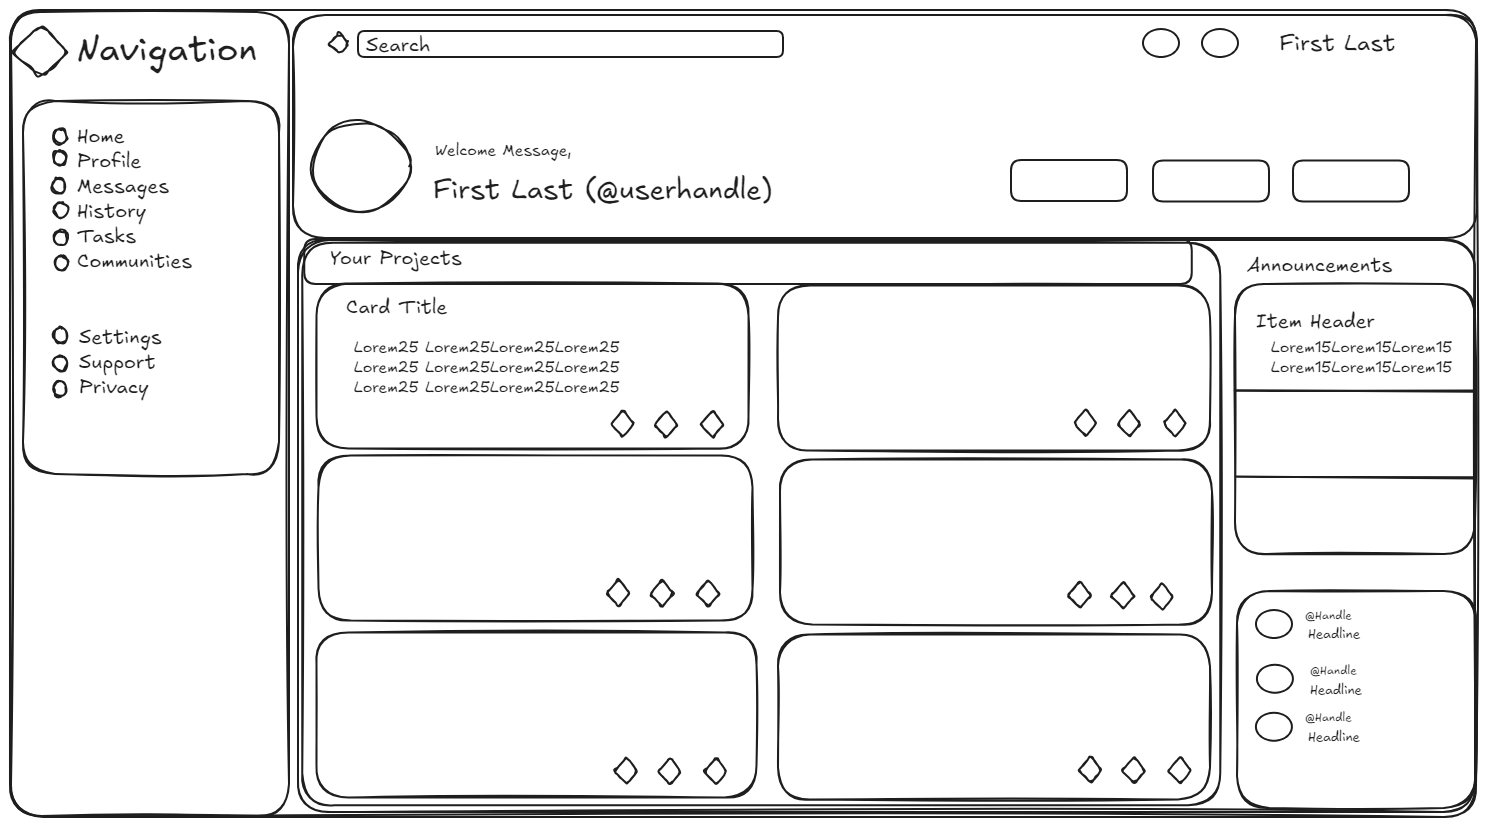 Navigation
Home
Profile
Messages
History
Tasks
Communities
Settings
Support
Privacy
Search
First Last
Welcome Message,
First Last (@userhandle)
Your Projects
Card Title
Lorem25 Lorem25Lorem25Lorem25
Lorem25 Lorem25Lorem25Lorem25
Lorem25 Lorem25Lorem25Lorem25
Announcements
Item Header
Lorem15Lorem15Lorem15
Lorem15Lorem15Lorem15
@Handle
Headline
@Handle
Headline
@Handle
Headline